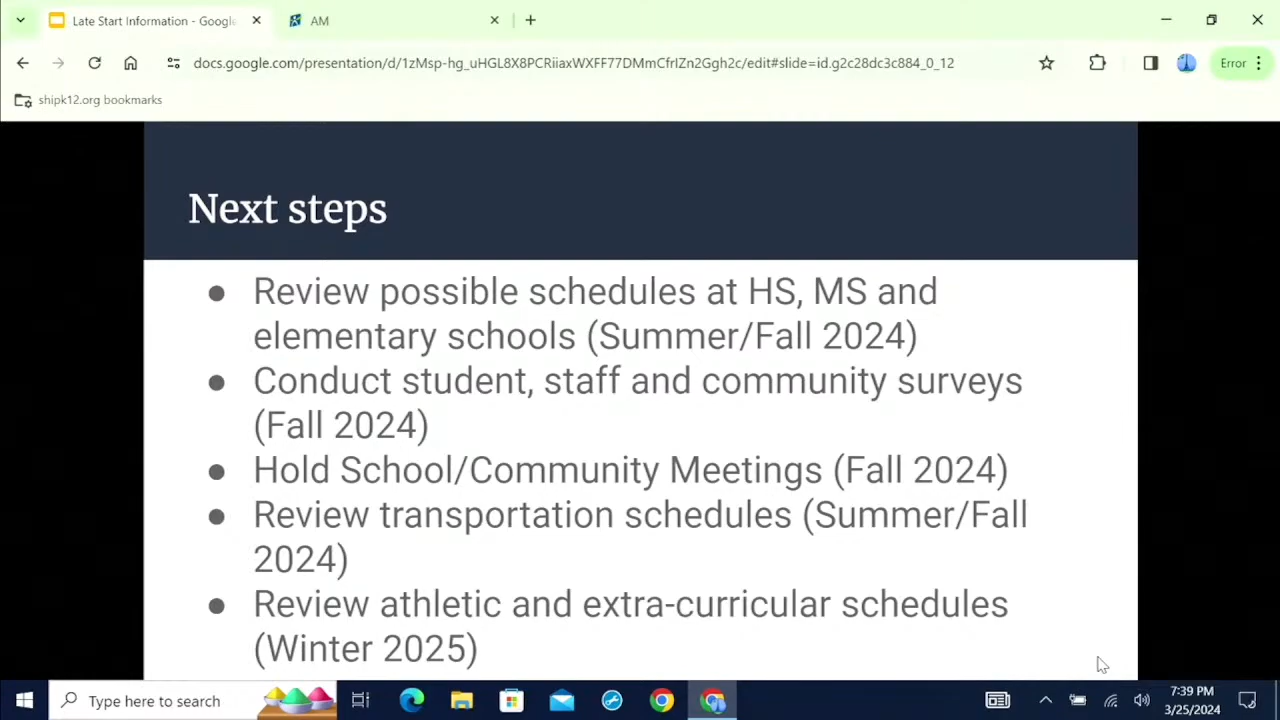 Late Start Information - Google
AM
docs.google.com/presentation/d/1zMsp-hg_uHGL8X8PCRiiaxWXFF77DMmCfrIZn2Ggh2c/edit#slide=id.g2c28dc3c884_0_12
Error
shipk12.org bookmarks
Next steps
● Review possible schedules at HS, MS and
elementary schools (Summer/Fall 2024)
● Conduct student, staff and community surveys
(Fall 2024)
● Hold School/Community Meetings (Fall 2024)
● Review transportation schedules (Summer/Fall
2024)
● Review athletic and extra-curricular schedules
(Winter 2025)
Type here to search
7:39 PM
3/25/2024